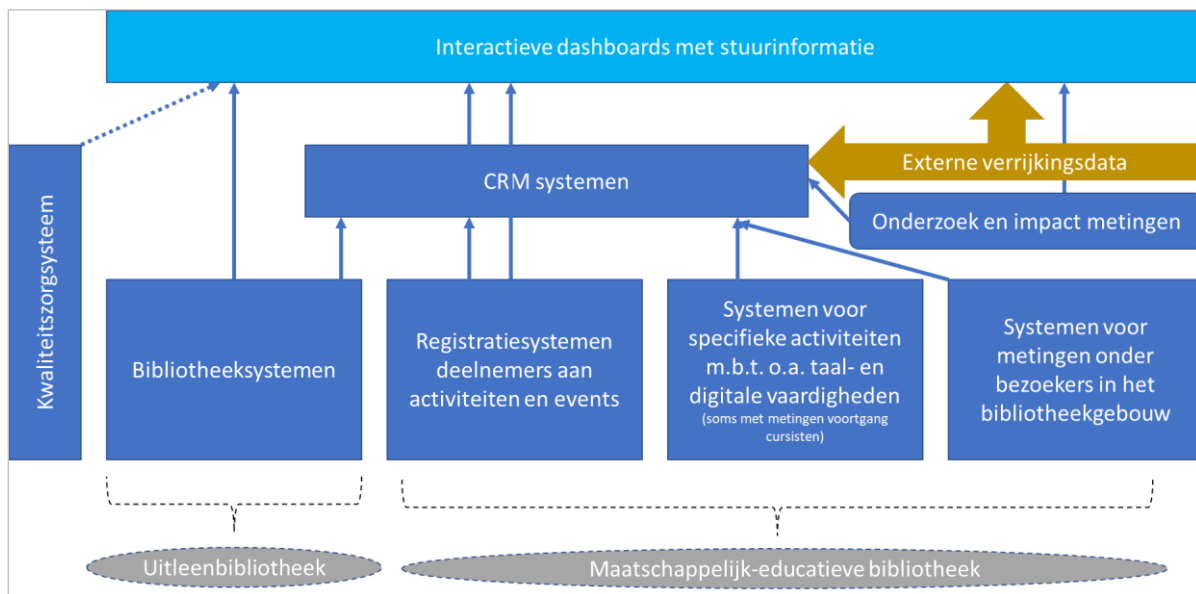 Interactieve dashboards met stuurinformatie
Kwaliteitszorgsysteem
CRM systemen
Externe verrijkingsdata
Onderzoek en impact metingen
Bibliotheeksystemen
Registratiesystemen
deelnemers aan
activiteiten en events
Systemen voor
specifieke activiteiten
m.b.t. o.a. taal- en
digitale vaardigheden
(soms met metingen voortgang
cursisten)
Systemen voor
metingen onder
bezoekers in het
bibliotheekgebouw
Uitleenbibliotheek
Maatschappelijk-educatieve bibliotheek